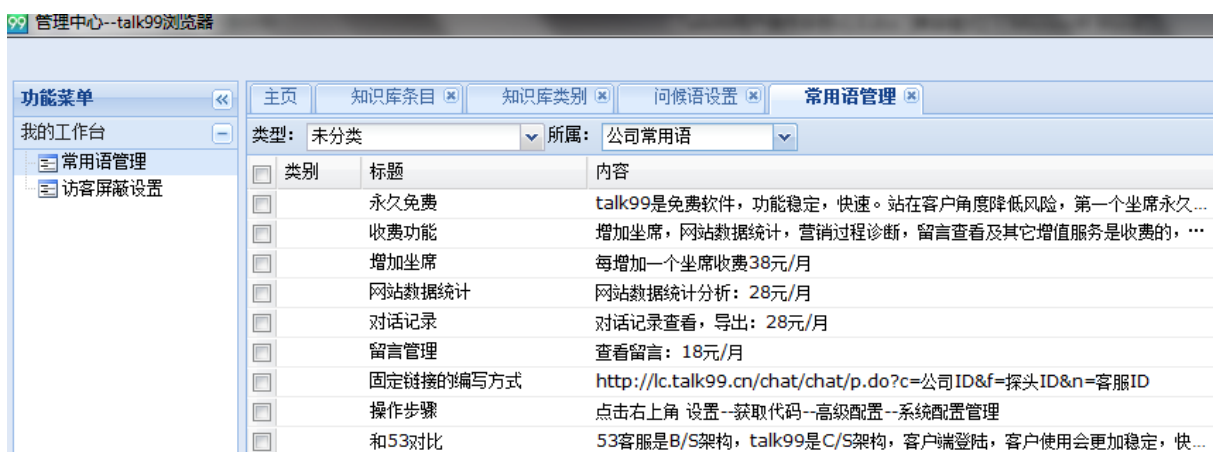 99 管理中心--talk99浏览器
功能菜单 主页 知识库条目 知识库类别 问候语设置 常用语管理
我的工作台 类型: 未分类 所属: 公司常用语
常用语管理 类别 标题 内容
访客屏蔽设置
永久免费 talk99是免费软件，功能稳定，快速。站在客户角度降低风险，第一个坐席永久...
收费功能 增加坐席，网站数据统计，营销过程诊断，留言查看及其它增值服务是收费的，…
增加坐席 每增加一个坐席收费38元/月
网站数据统计 网站数据统计分析：28元/月
对话记录 对话记录查看，导出：28元/月
留言管理 查看留言：18元/月
固定链接的编写方式 http://lc.talk99.cn/chat/chat/p.do?c=公司ID&f=探头ID&n=客服ID
操作步骤 点击右上角 设置--获取代码--高级配置--系统配置管理
和53对比 53客服是B/S架构，talk99是C/S架构，客户端登陆，客户使用会更加稳定，快...